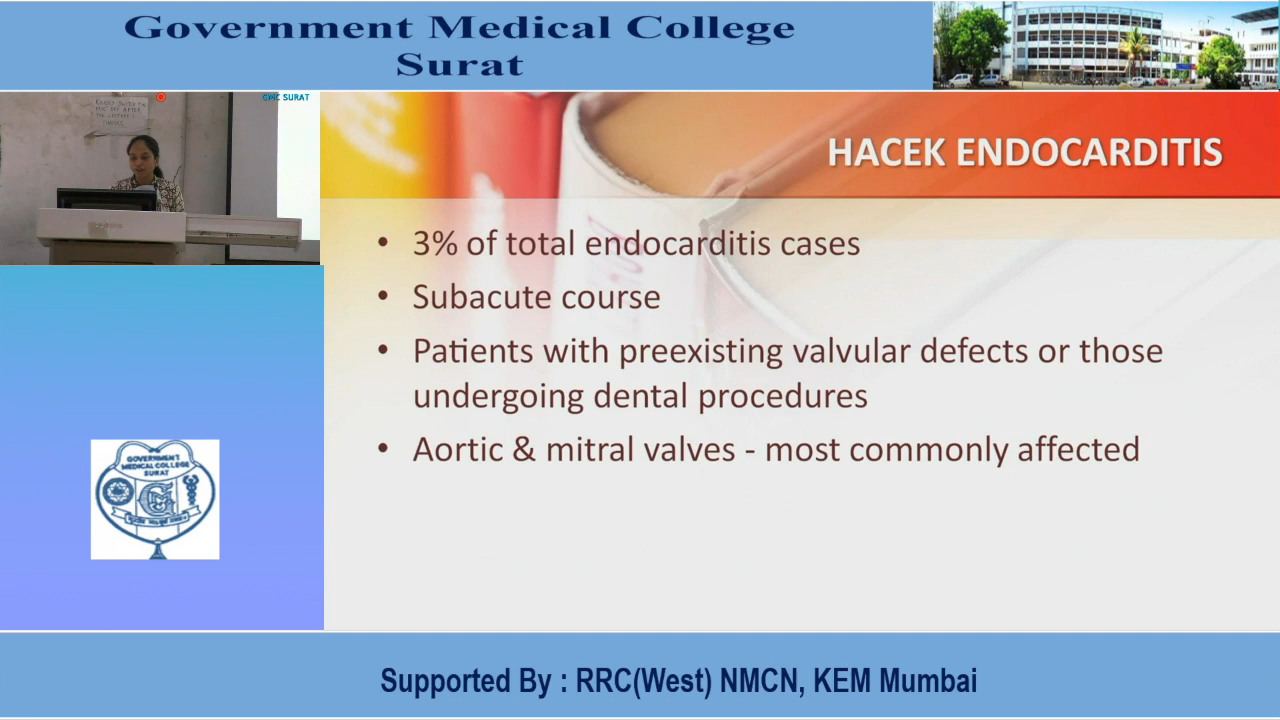 Government Medical College
Surat
GMC SURAT
HACEK ENDOCARDITIS
• 3% of total endocarditis cases
• Subacute course
• Patients with preexisting valvular defects or those
undergoing dental procedures
• Aortic & mitral valves - most commonly affected
GOVERNMENT
MEDICAL COLLEGE
SURAT
Supported By : RRC(West) NMCN, KEM Mumbai